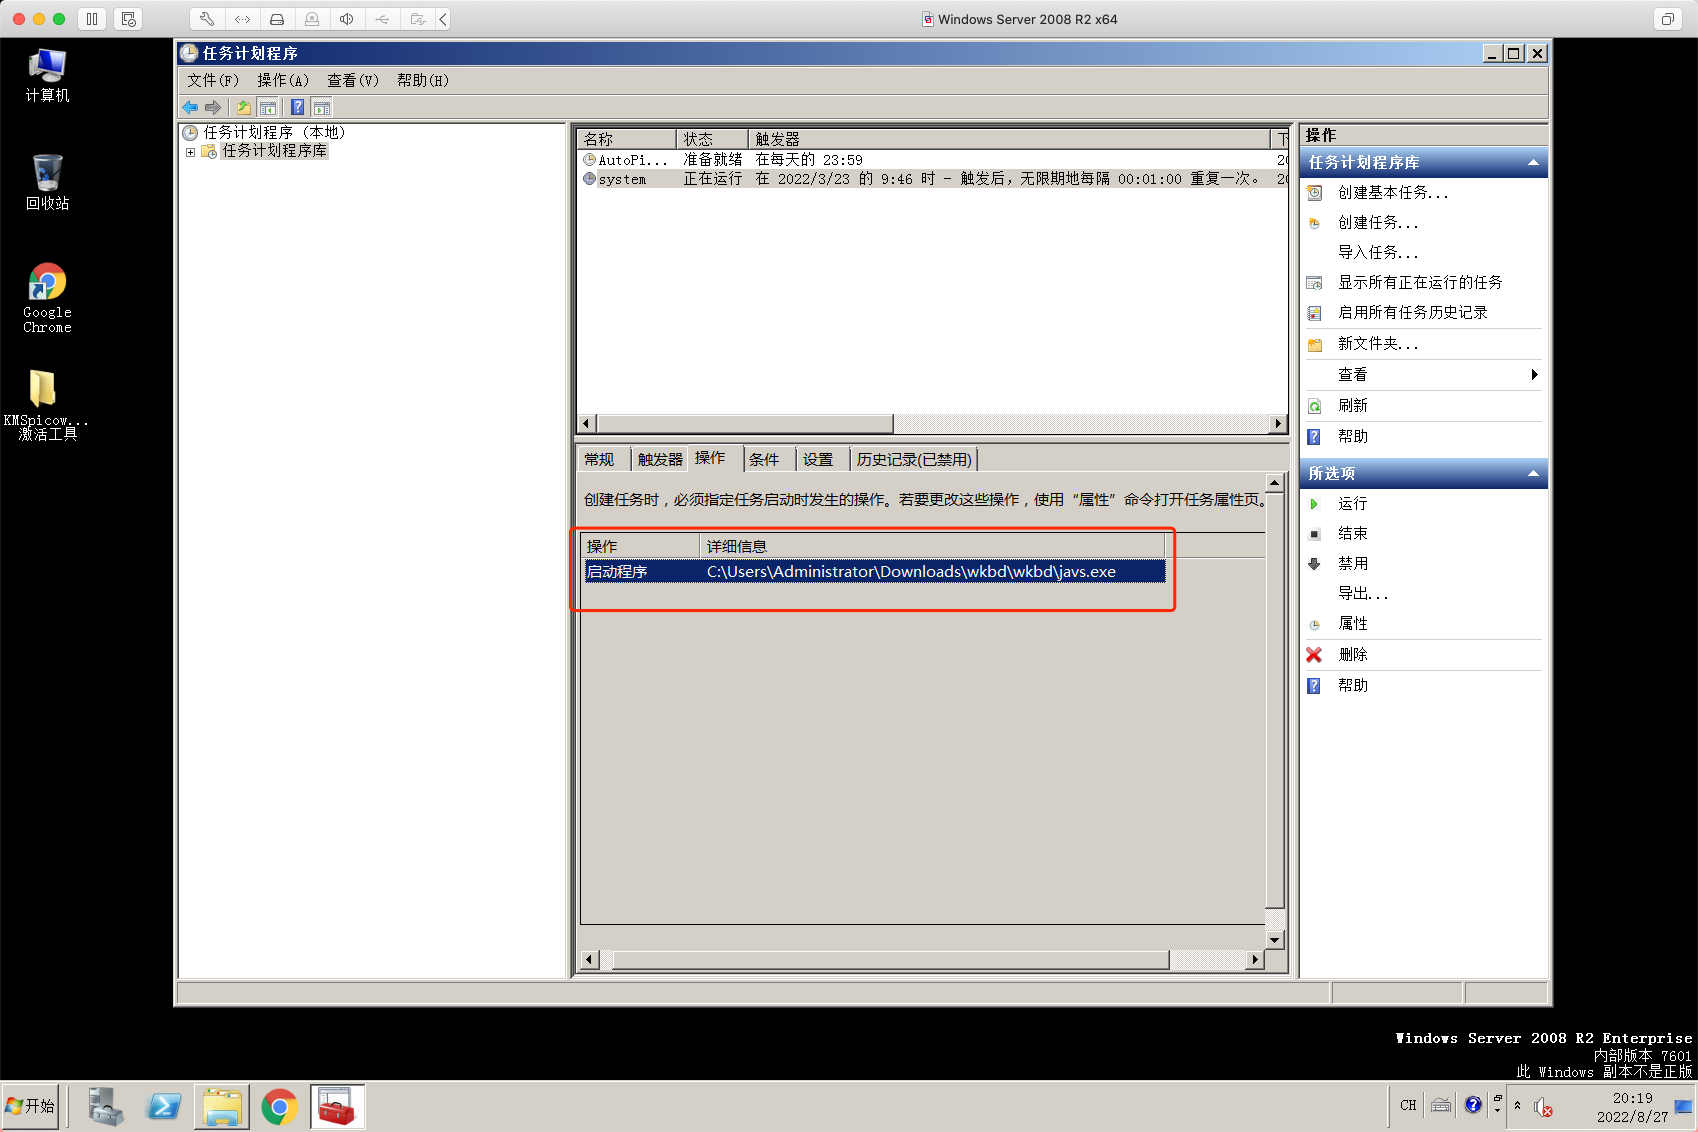 Windows Server 2008 R2 x64
计算机
回收站
Google
Chrome
KMSpicow...
激活工具
任务计划程序
文件(F) 操作(A) 查看(V) 帮助(H)
任务计划程序 (本地)
任务计划程序库
名称 状态 触发器
AutoPi... 准备就绪 在每天的 23:59
system 正在运行 在 2022/3/23 的 9:46 时 - 触发后，无限期地每隔 00:01:00 重复一次。
常规 触发器 操作 条件 设置 历史记录(已禁用)
创建任务时，必须指定任务启动时发生的操作。若要更改这些操作，使用“属性”命令打开任务属性页。
操作 详细信息
启动程序 C:\Users\Administrator\Downloads\wkbd\wkbd\javs.exe
操作
任务计划程序库
创建基本任务...
创建任务...
导入任务...
显示所有正在运行的任务
启用所有任务历史记录
新文件夹...
查看
刷新
帮助
所选项
运行
结束
禁用
导出...
属性
删除
帮助
Windows Server 2008 R2 Enterprise
内部版本 7601
此 Windows 副本不是正版
开始
CH
20:19
2022/8/27